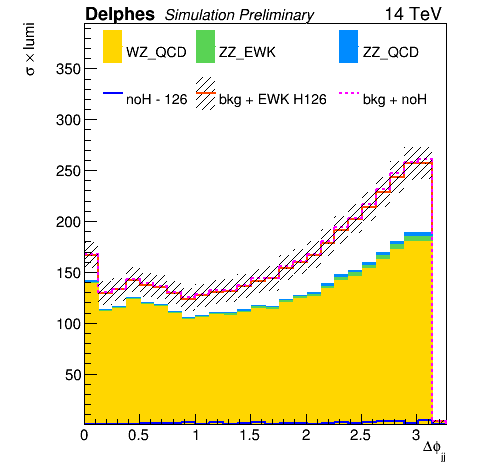 Delphes Simulation Preliminary 14 TeV
σ × lumi
WZ_QCD ZZ_EWK ZZ_QCD
noH - 126 bkg + EWK H126 bkg + noH
350
300
250
200
150
100
50
0 0.5 1 1.5 2 2.5 3
Δϕjj